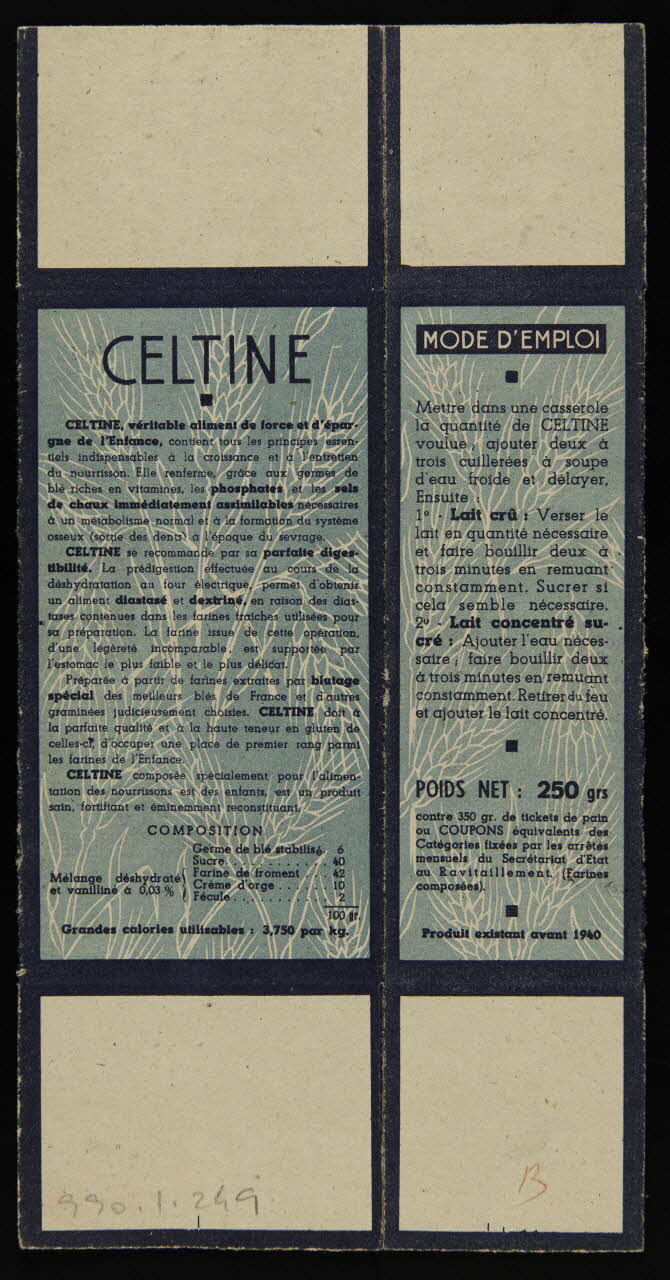 CELTINE
CELTINE, véritable aliment de force et d'épar-
gne de l'Enfance, contient tous les principes essen-
tiels indispensables à la croissance et à l'entretien
du nourrisson. Elle renferme, grâce aux germes de
blé riches en vitamines, les phosphates et les sels
de chaux immédiatement assimilables nécessaires
à un métabolisme normal et à la formation du système
osseux (sortie des dents) à l'époque du sevrage.
CELTINE se recommande par sa parfaite diges-
tibilité. La prédigestion effectuée au cours de la
déshydratation au four électrique, permet d'obtenir
un aliment diastasé et dextriné, en raison des dias-
tases contenues dans les farines fraîches utilisées pour
sa préparation. La farine issue de cette opération,
d'une légèreté incomparable, est supportée par
l'estomac le plus faible et le plus délicat.
Préparée à partir de farines extraites par blutage
spécial des meilleurs blés de France et d'autres
graminées judicieusement choisies. CELTINE doit à
la parfaite qualité et à la haute teneur en gluten de
celles-ci, d'occuper une place de premier rang parmi
les farines de l'Enfance.
CELTINE composée spécialement pour l'alimen-
tation des nourrissons est des enfants, est un produit
sain, fortifiant et éminemment reconstituant.
COMPOSITION
Mélange déshydraté
et vanilliné à 0,03 %
Germe de blé stabilisé. 6
Sucre. . . . . . . . . . . . 40
Farine de froment . . . 42
Crème d'orge . . . . . . 10
Fécule . . . . . . . . . . . 2
100 gr.
Grandes calories utilisables : 3,750 par kg.
MODE D'EMPLOI
Mettre dans une casserole
la quantité de CELTINE
voulue ; ajouter deux à
trois cuillerées à soupe
d'eau froide et délayer,
Ensuite :
1º - Lait crû : Verser le
lait en quantité nécessaire
et faire bouillir deux à
trois minutes en remuant
constamment. Sucrer si
cela semble nécessaire.
2º - Lait concentré su-
cré : Ajouter l'eau néces-
saire ; faire bouillir deux
à trois minutes en remuant
constamment. Retirer du feu
et ajouter le lait concentré.
POIDS NET : 250 grs
contre 350 gr. de tickets de pain
ou COUPONS équivalents des
Catégories fixées par les arrêtés
mensuels du Secrétariat d'Etat
au Ravitaillement. (Farines
composées).
Produit existant avant 1940
990.1.249
B